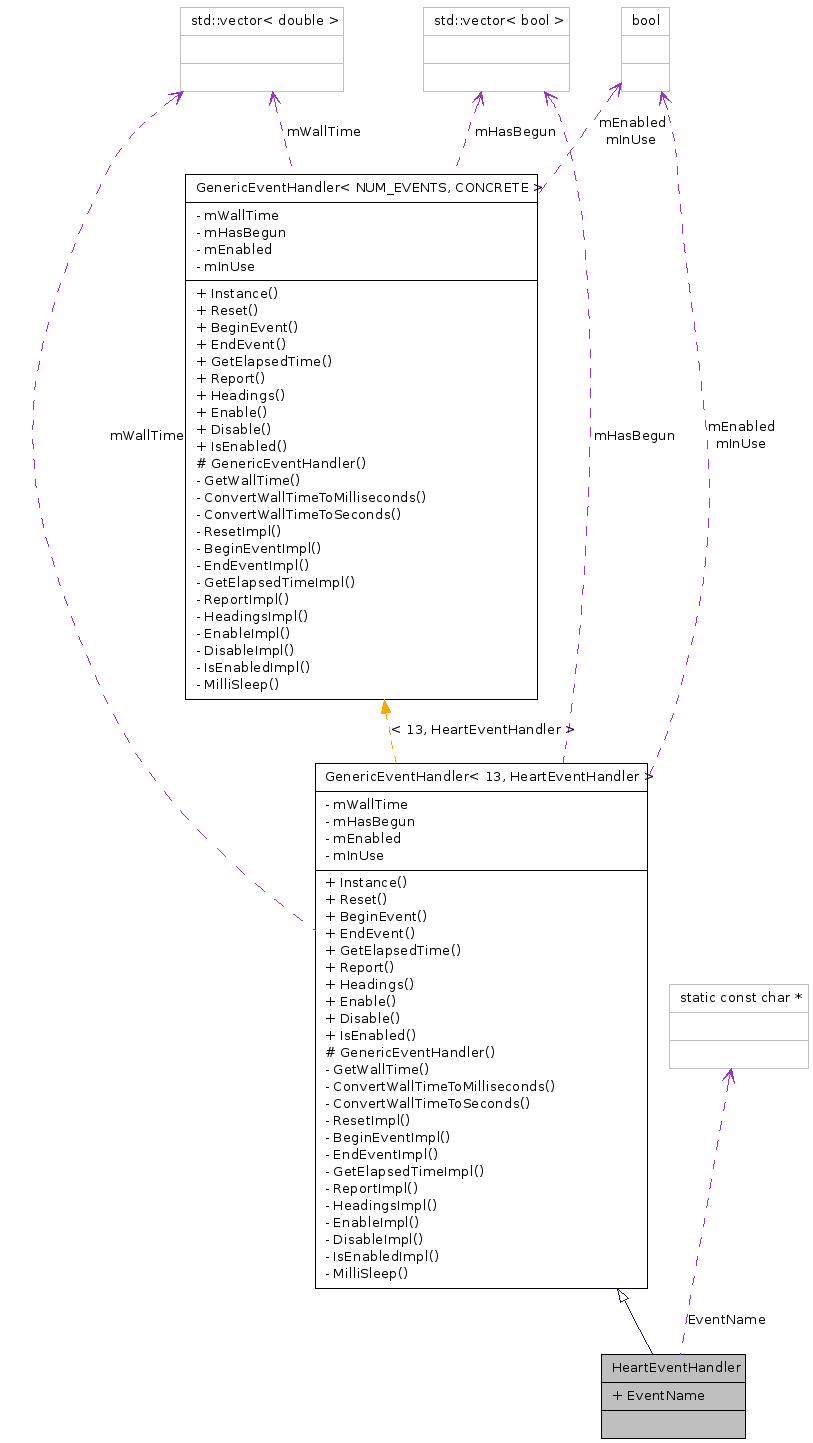 std::vector< double >
std::vector< bool >
bool
mWallTime
mHasBegun
mEnabled
mInUse
GenericEventHandler< NUM_EVENTS, CONCRETE >
- mWallTime
- mHasBegun
- mEnabled
- mInUse
+ Instance()
+ Reset()
+ BeginEvent()
+ EndEvent()
+ GetElapsedTime()
+ Report()
+ Headings()
+ Enable()
+ Disable()
+ IsEnabled()
# GenericEventHandler()
- GetWallTime()
- ConvertWallTimeToMilliseconds()
- ConvertWallTimeToSeconds()
- ResetImpl()
- BeginEventImpl()
- EndEventImpl()
- GetElapsedTimeImpl()
- ReportImpl()
- HeadingsImpl()
- EnableImpl()
- DisableImpl()
- IsEnabledImpl()
- MilliSleep()
mWallTime
mHasBegun
mEnabled
mInUse
< 13, HeartEventHandler >
GenericEventHandler< 13, HeartEventHandler >
- mWallTime
- mHasBegun
- mEnabled
- mInUse
+ Instance()
+ Reset()
+ BeginEvent()
+ EndEvent()
+ GetElapsedTime()
+ Report()
+ Headings()
+ Enable()
+ Disable()
+ IsEnabled()
# GenericEventHandler()
- GetWallTime()
- ConvertWallTimeToMilliseconds()
- ConvertWallTimeToSeconds()
- ResetImpl()
- BeginEventImpl()
- EndEventImpl()
- GetElapsedTimeImpl()
- ReportImpl()
- HeadingsImpl()
- EnableImpl()
- DisableImpl()
- IsEnabledImpl()
- MilliSleep()
static const char *
EventName
HeartEventHandler
+ EventName